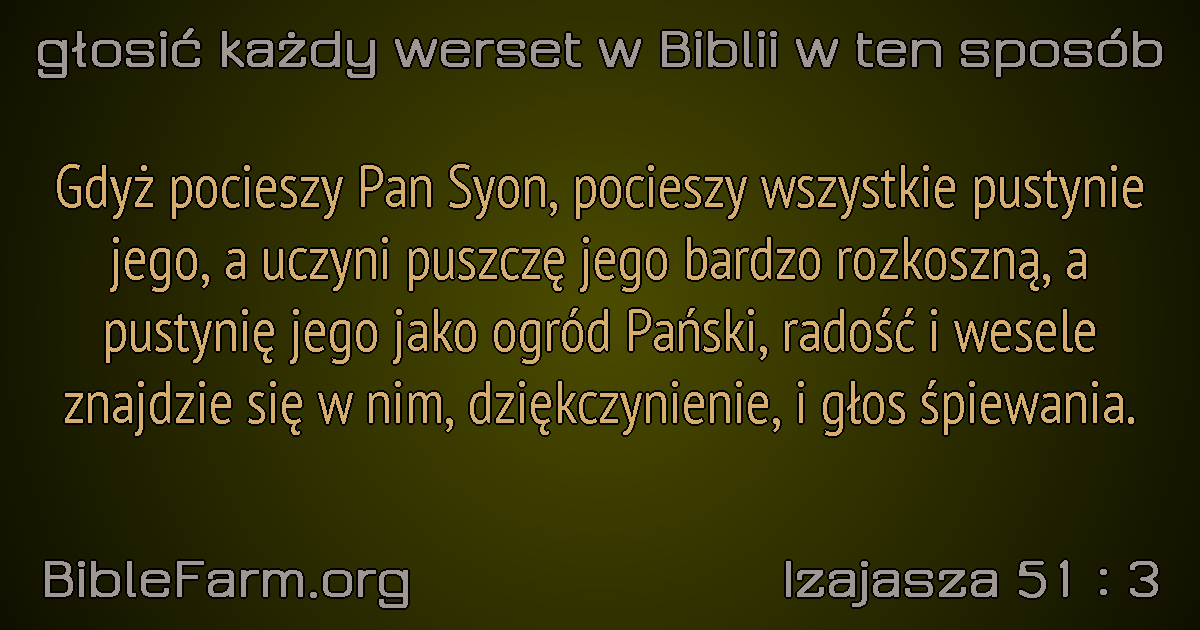 głosić każdy werset w Biblii w ten sposób
Gdyż pocieszy Pan Syon, pocieszy wszystkie pustynie
jego, a uczyni puszczę jego bardzo rozkoszną, a
pustynię jego jako ogród Pański, radość i wesele
znajdzie się w nim, dziękczynienie, i głos śpiewania.
BibleFarm.org
Izajasza 51 : 3